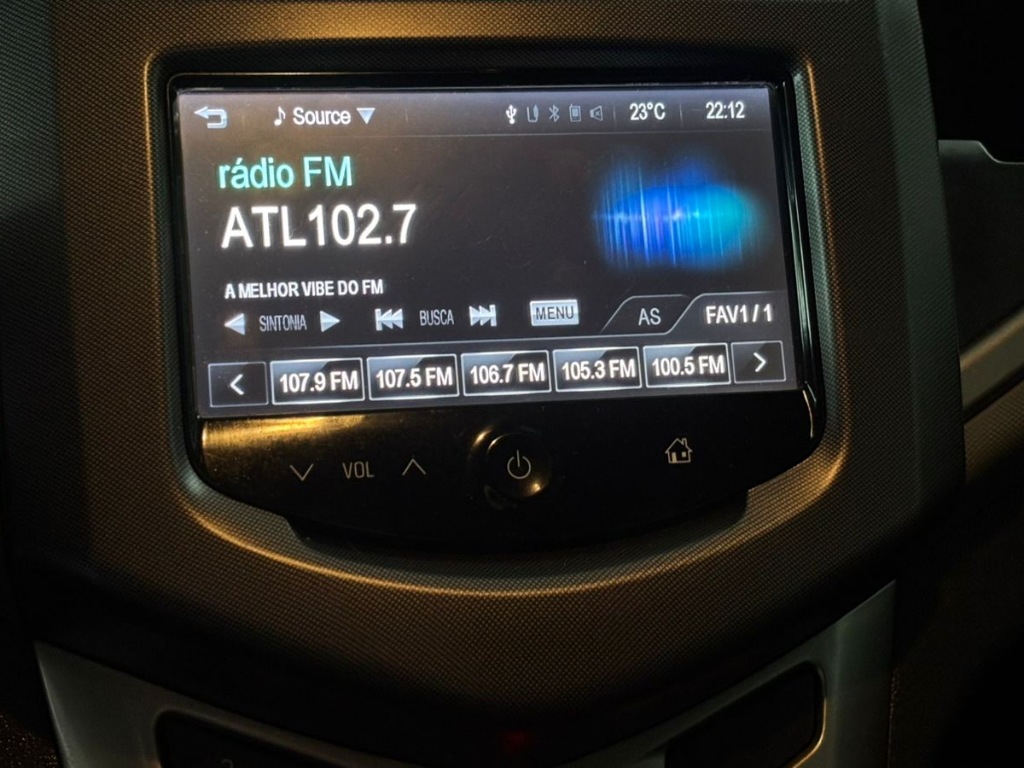 Source 23°C 22:12
rádio FM
ATL102.7
A MELHOR VIBE DO FM
SINTONIA BUSCA MENU AS FAV1 / 1
107.9 FM 107.5 FM 106.7 FM 105.3 FM 100.5 FM
VOL